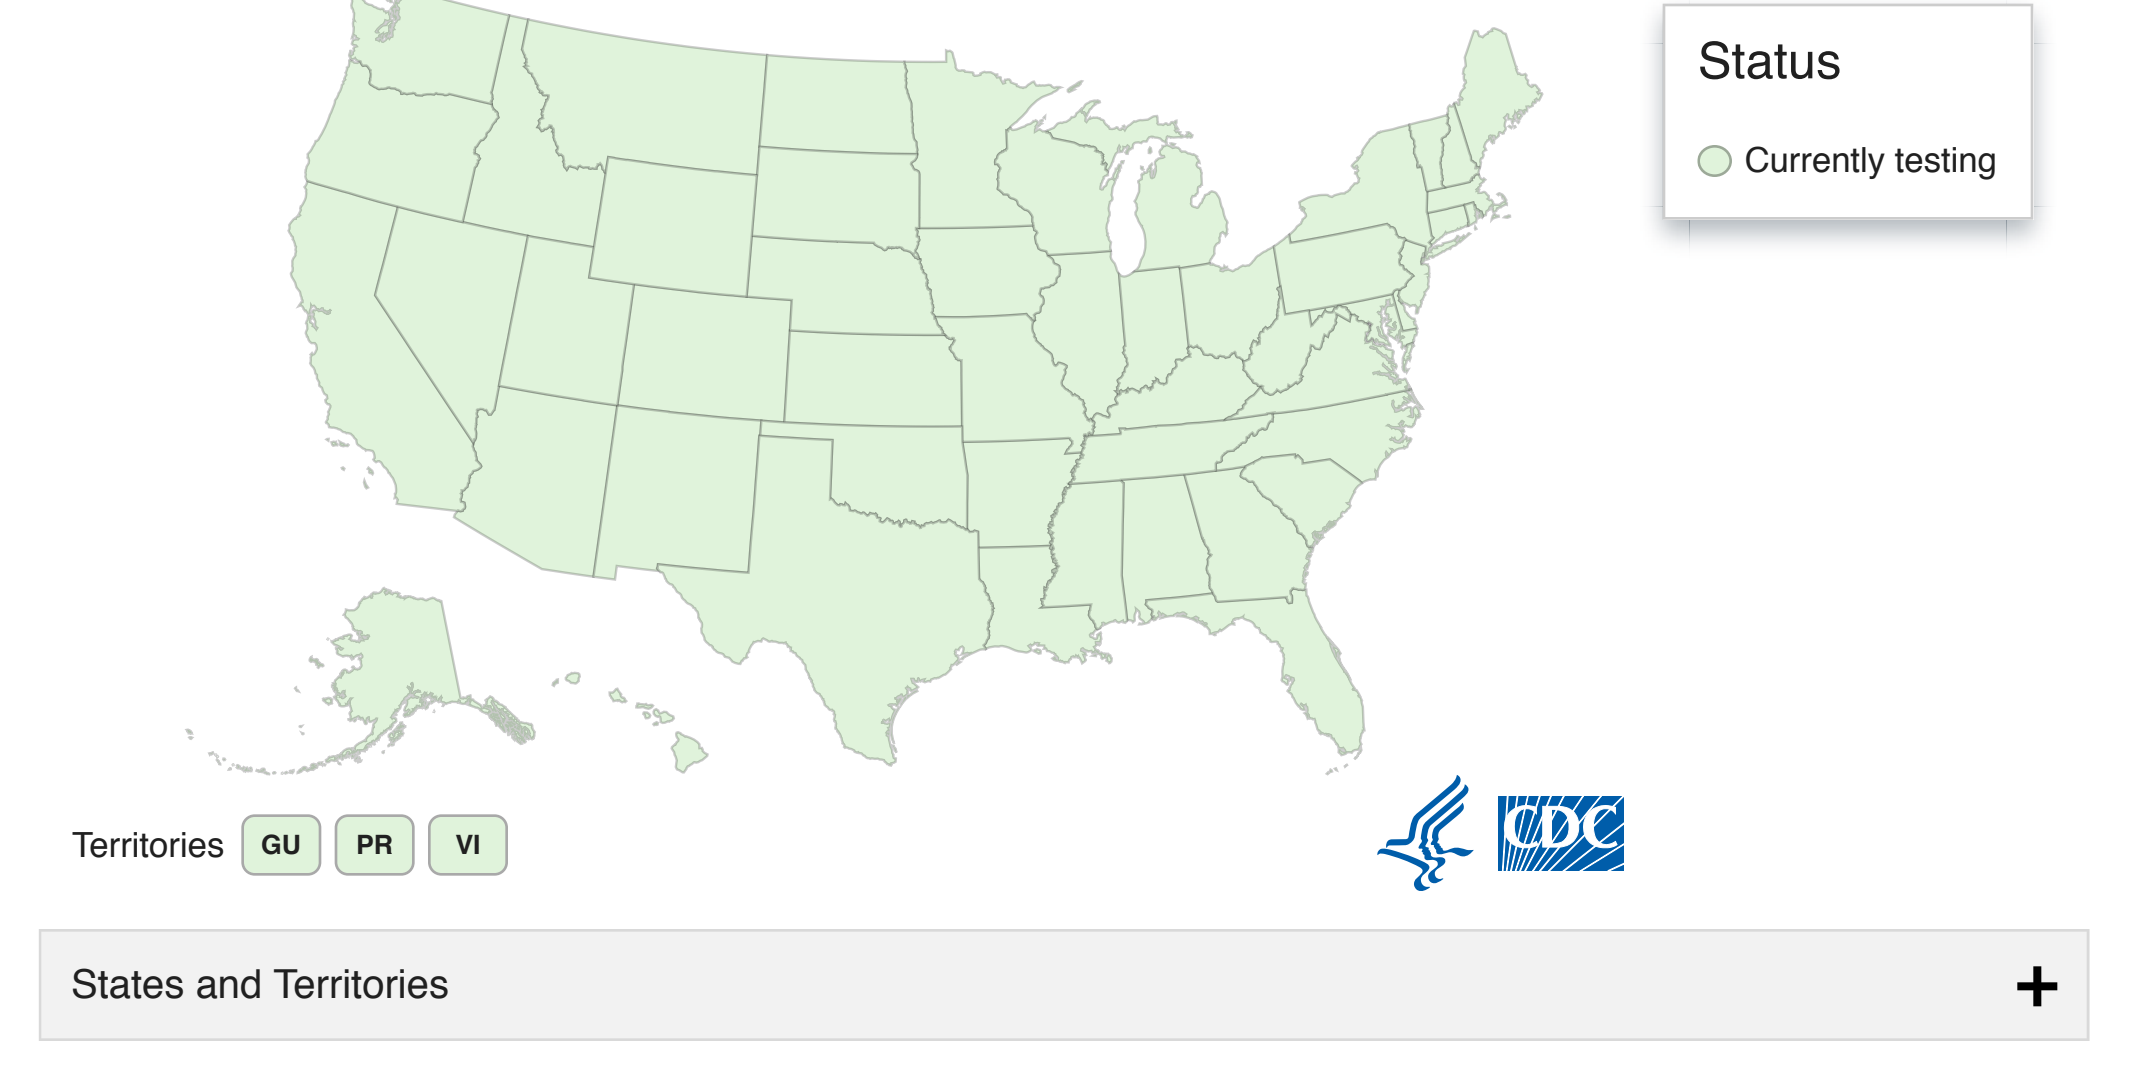 Status
Currently testing
Territories GU PR VI
CDC
States and Territories